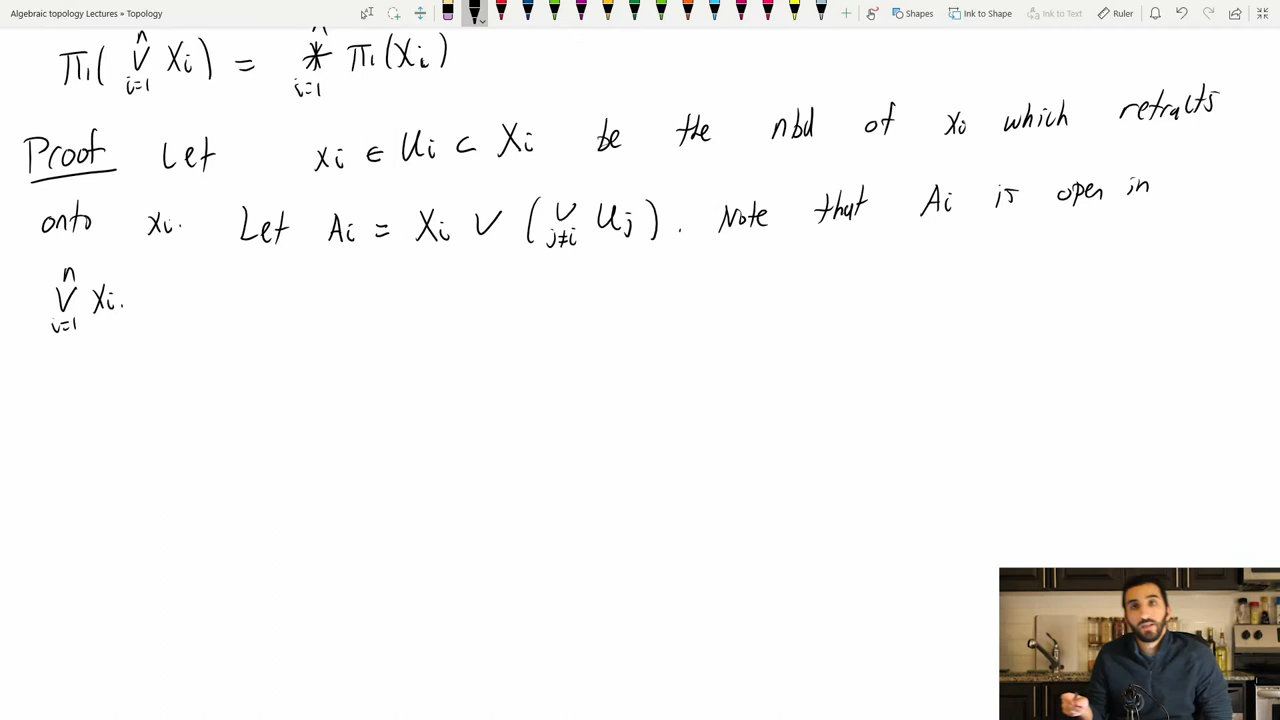 Algebraic topology Lectures » Topology
Shapes Ink to Shape Ink to Text Ruler
π₁( ⋁ᵢ₌₁ⁿ Xᵢ) = *ᵢ₌₁ⁿ π₁(Xᵢ)
Proof Let xᵢ ∈ Uᵢ ⊂ Xᵢ be the nbd of xᵢ which retracts
onto xᵢ. Let Aᵢ = Xᵢ ∨ ( ∨ⱼ≠ᵢ Uⱼ ). Note that Aᵢ is open in
⋁ᵢ₌₁ⁿ Xᵢ.